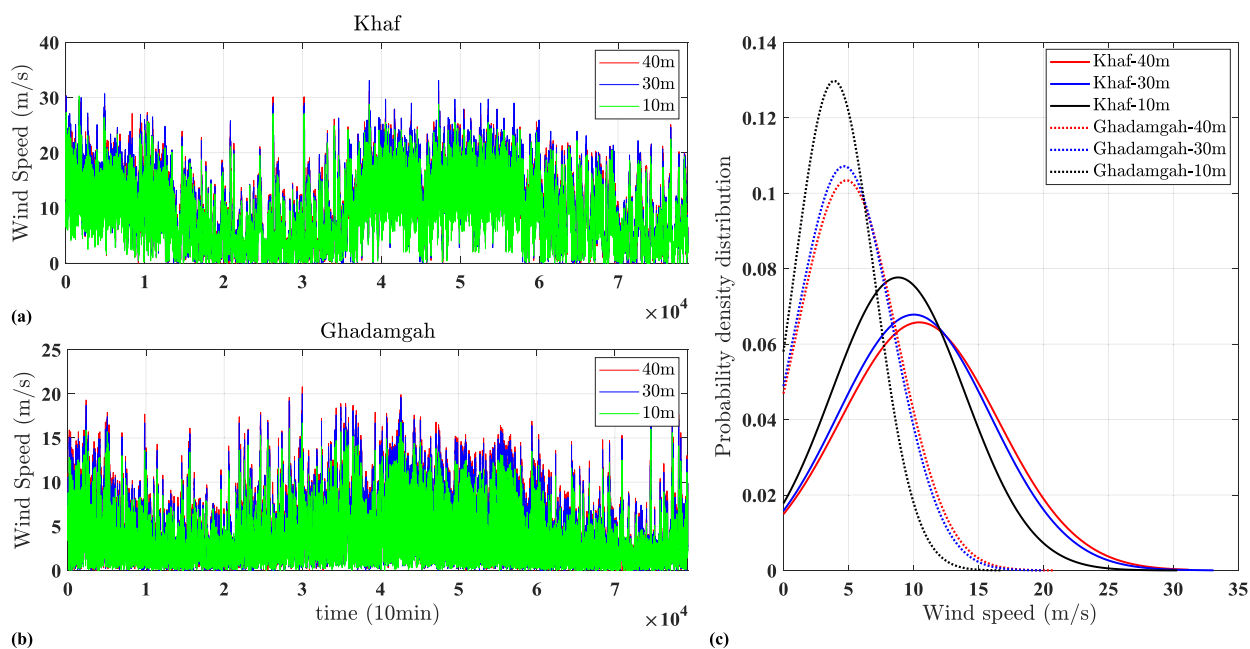 Khaf
Wind Speed (m/s)
40
30
20
10
0
40m
30m
10m
0 1 2 3 4 5 6 7
×10⁴
(a)
Ghadamgah
Wind Speed (m/s)
25
20
15
10
5
0
40m
30m
10m
0 1 2 3 4 5 6 7
time (10min)
×10⁴
(b)
Probability density distribution
0.14
0.12
0.1
0.08
0.06
0.04
0.02
0
Khaf-40m
Khaf-30m
Khaf-10m
Ghadamgah-40m
Ghadamgah-30m
Ghadamgah-10m
0 5 10 15 20 25 30 35
Wind speed (m/s)
(c)